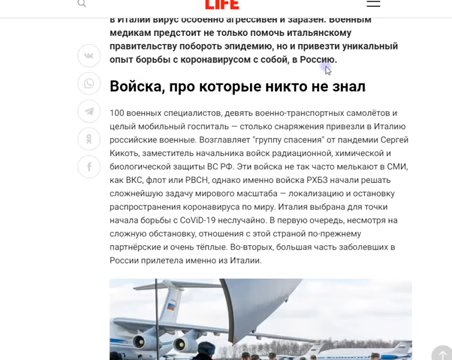 LIFE
в Италии вирус особенно агрессивен и заразен. Военным
медикам предстоит не только помочь итальянскому
правительству побороть эпидемию, но и привезти уникальный
опыт борьбы с коронавирусом с собой, в Россию.
Войска, про которые никто не знал
100 военных специалистов, девять военно-транспортных самолётов и
целый мобильный госпиталь — столько снаряжения привезли в Италию
российские военные. Возглавляет "группу спасения" от пандемии Сергей
Кикоть, заместитель начальника войск радиационной, химической и
биологической защиты ВС РФ. Эти войска не так часто мелькают в СМИ,
как ВКС, флот или РВСН, однако именно войска РХБЗ начали решать
сложнейшую задачу мирового масштаба — локализацию и остановку
распространения коронавируса по миру. Италия выбрана для точки
начала борьбы с CoViD-19 неслучайно. В первую очередь, несмотря на
сложную обстановку, отношения с этой страной по-прежнему
партнёрские и очень тёплые. Во-вторых, большая часть заболевших в
России прилетела именно из Италии.